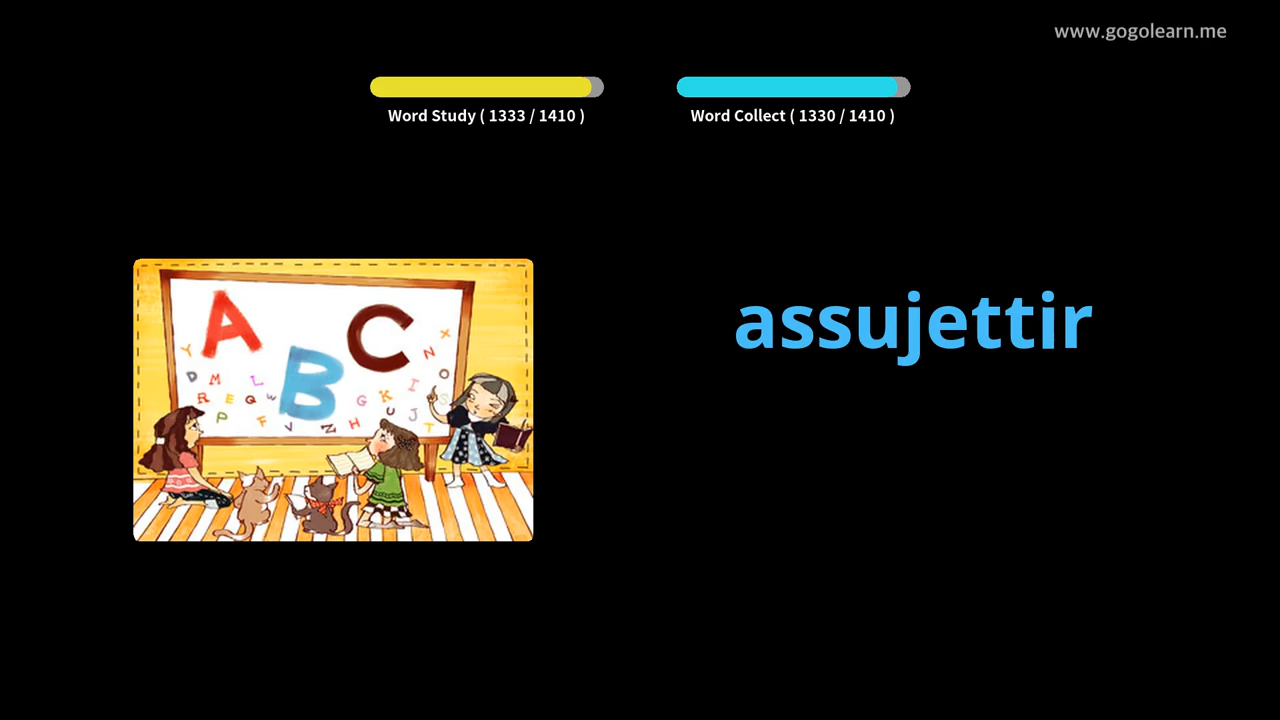 www.gogolearn.me
Word Study ( 1333 / 1410 )
Word Collect ( 1330 / 1410 )
assujettir
A
B
C
X
Y
N
D M L
O
R E Q W
G K I
S
P
F V Z H U J T